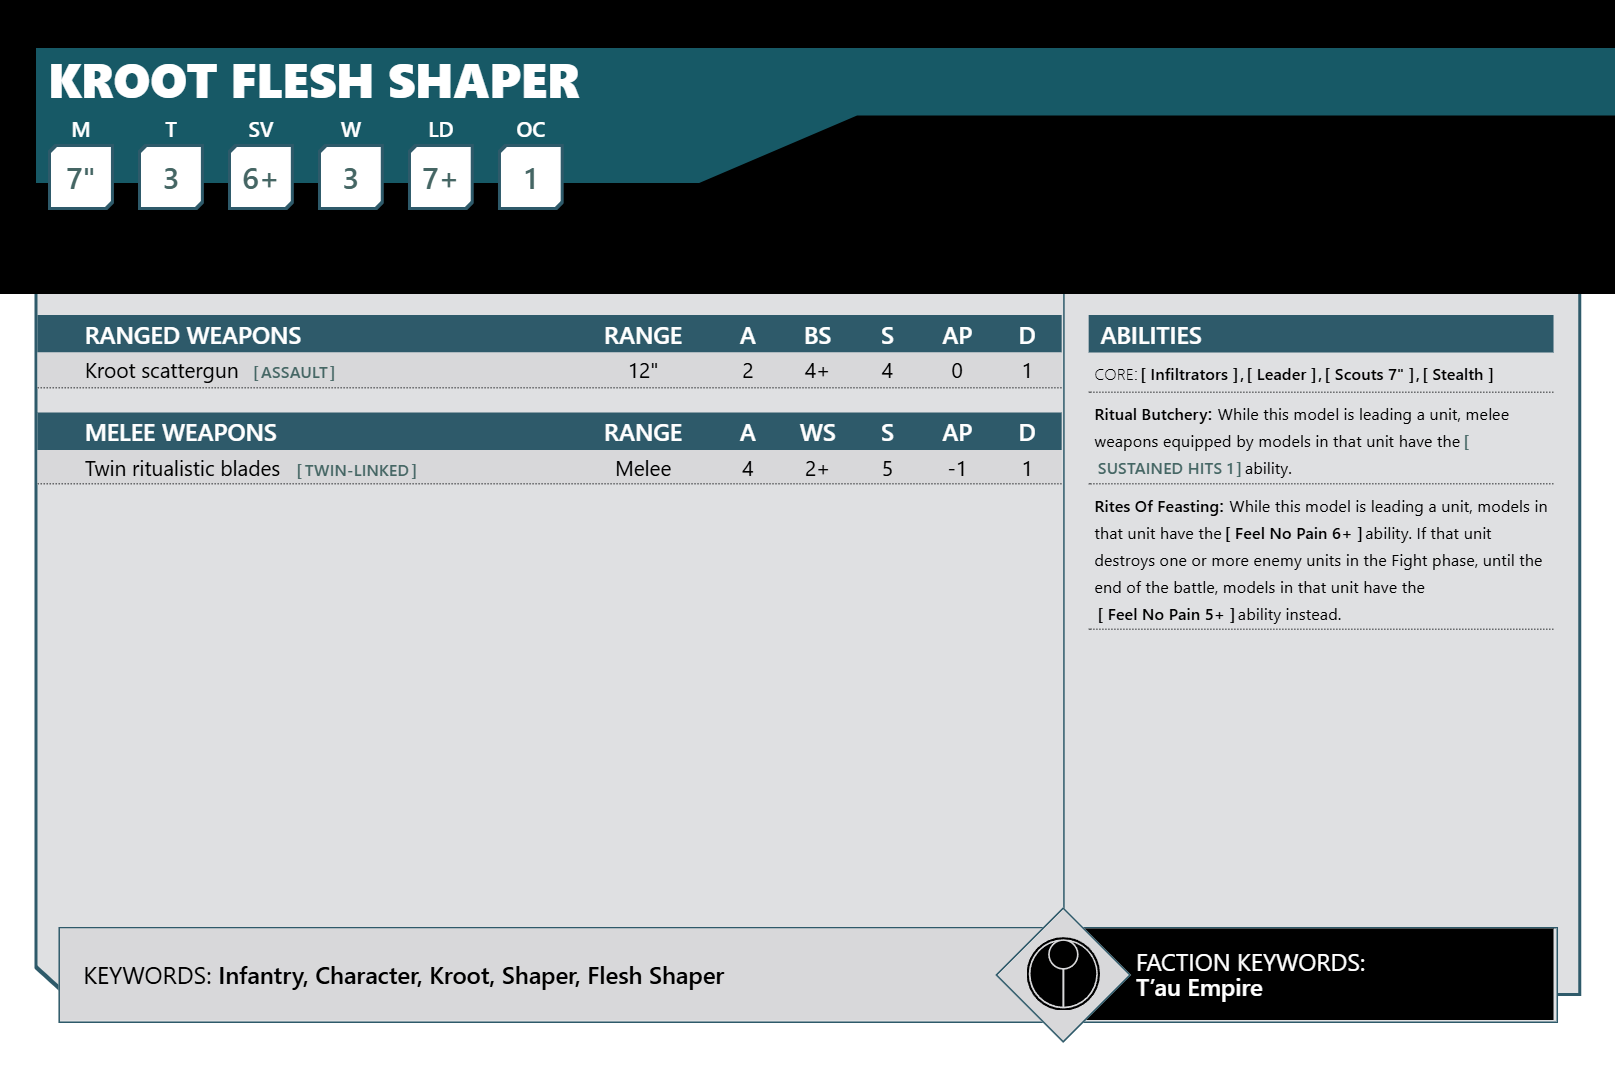 KROOT FLESH SHAPER
M T SV W LD OC
7" 3 6+ 3 7+ 1
RANGED WEAPONS RANGE A BS S AP D
Kroot scattergun [ASSAULT] 12" 2 4+ 4 0 1
MELEE WEAPONS RANGE A WS S AP D
Twin ritualistic blades [TWIN-LINKED] Melee 4 2+ 5 -1 1
ABILITIES
CORE: [ Infiltrators ], [ Leader ], [ Scouts 7" ], [ Stealth ]
Ritual Butchery: While this model is leading a unit, melee
weapons equipped by models in that unit have the [
SUSTAINED HITS 1] ability.
Rites Of Feasting: While this model is leading a unit, models in
that unit have the [ Feel No Pain 6+ ] ability. If that unit
destroys one or more enemy units in the Fight phase, until the
end of the battle, models in that unit have the
[ Feel No Pain 5+ ] ability instead.
KEYWORDS: Infantry, Character, Kroot, Shaper, Flesh Shaper
FACTION KEYWORDS:
T’au Empire